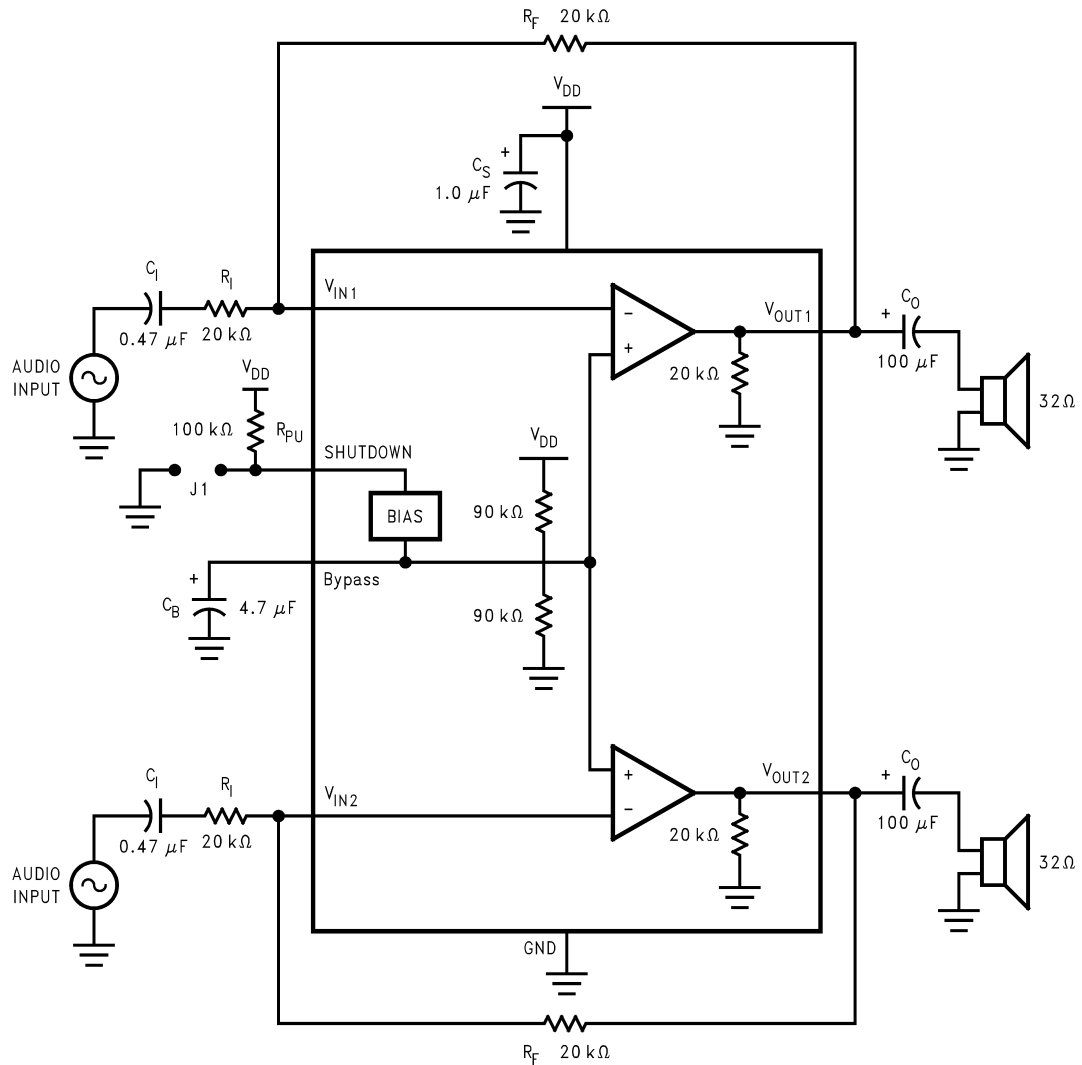 R_F 20 kΩ
V_DD
+
C_S
1.0 μF
C_I
R_I
0.47 μF
20 kΩ
V_IN1
−
+
V_OUT1
20 kΩ
+
C_O
100 μF
32Ω
AUDIO
INPUT
V_DD
100 kΩ
R_PU
SHUTDOWN
J1
V_DD
90 kΩ
BIAS
Bypass
+
C_B
4.7 μF
90 kΩ
C_I
R_I
0.47 μF
20 kΩ
V_IN2
+
−
V_OUT2
20 kΩ
+
C_O
100 μF
32Ω
AUDIO
INPUT
GND
R_F 20 kΩ